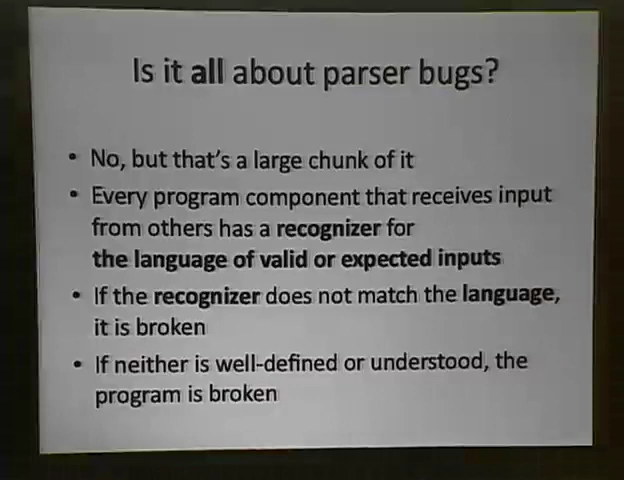 Is it all about parser bugs?
• No, but that's a large chunk of it
• Every program component that receives input
from others has a recognizer for
the language of valid or expected inputs
• If the recognizer does not match the language,
it is broken
• If neither is well-defined or understood, the
program is broken